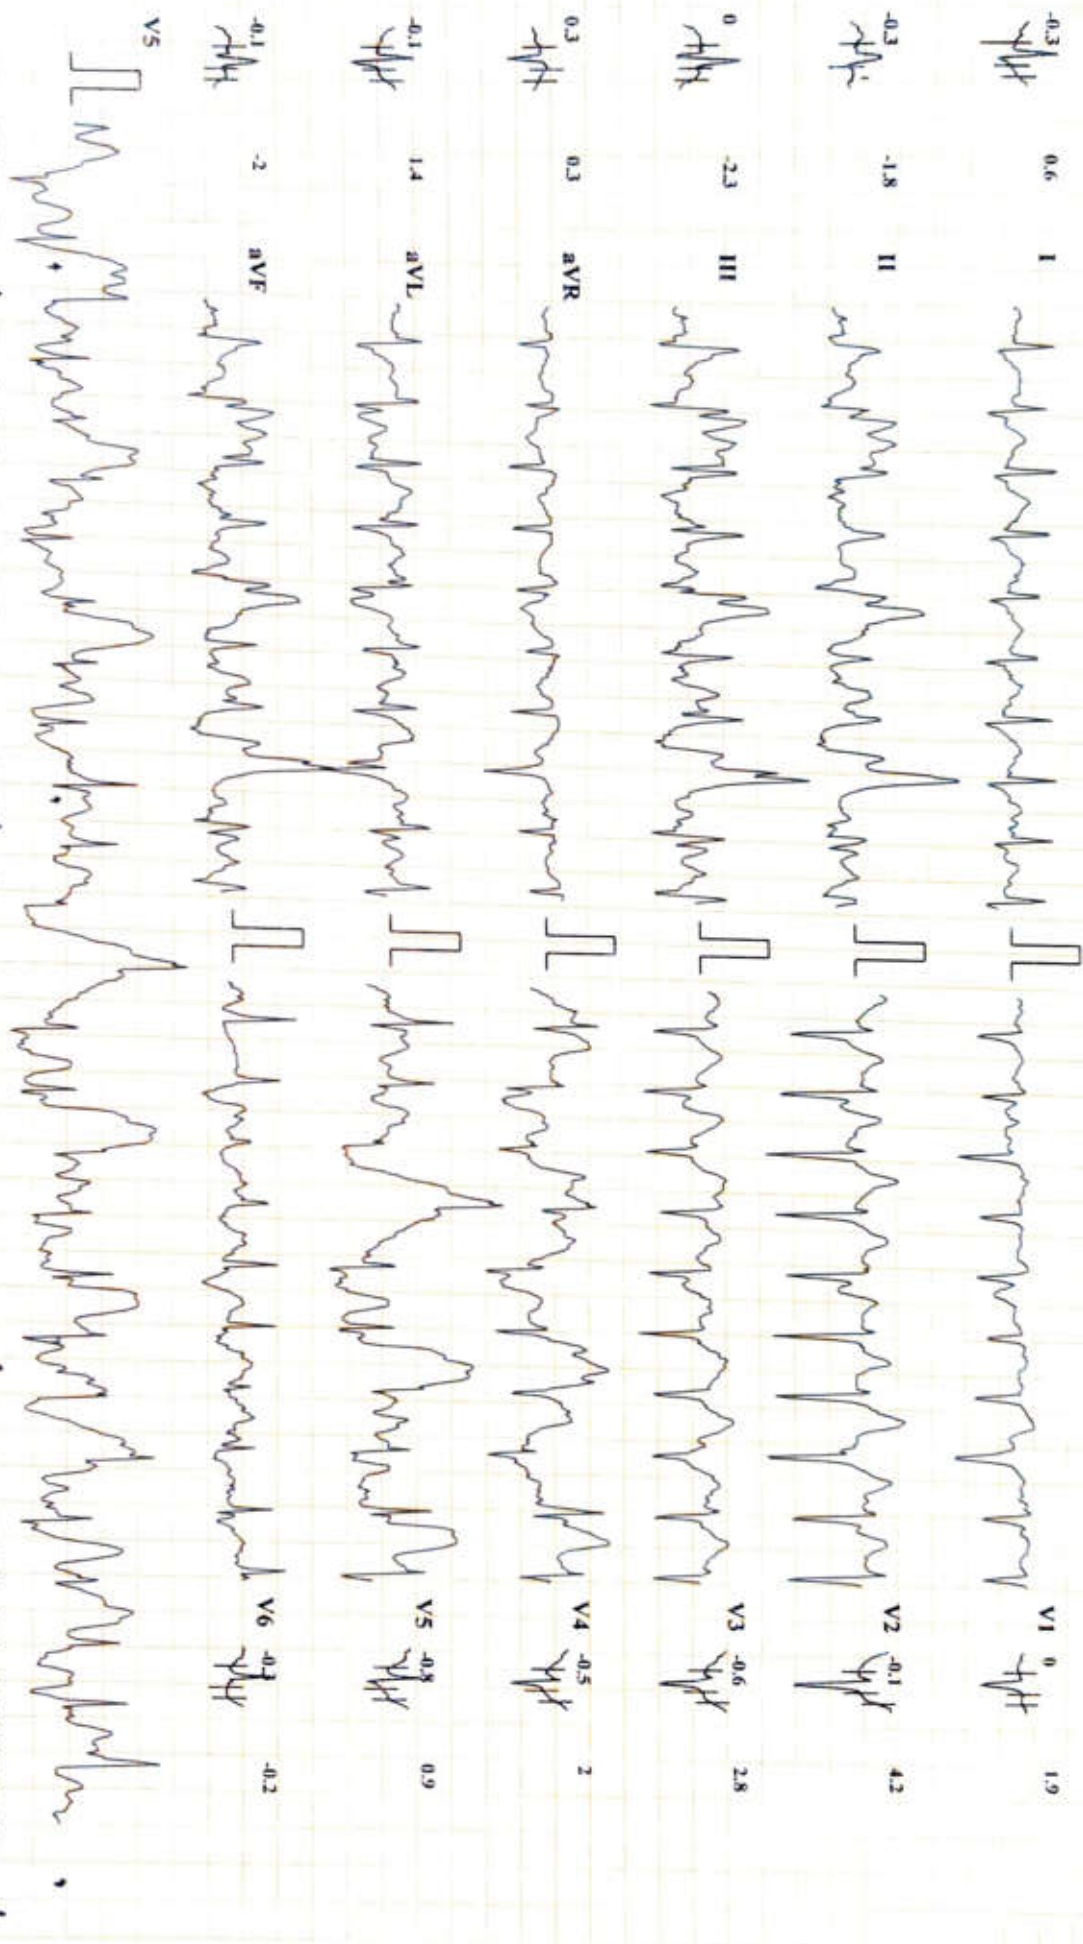 -0.3 0.6 I V1 0 1.9
-0.3 -1.8 II V2 -0.1 4.2
0 -2.3 III V3 -0.6 2.8
0.3 0.3 aVR V4 -0.5 2
-0.1 1.4 aVL V5 -0.8 0.9
-0.1 -2 aVF V6 -0.3 -0.2
V5